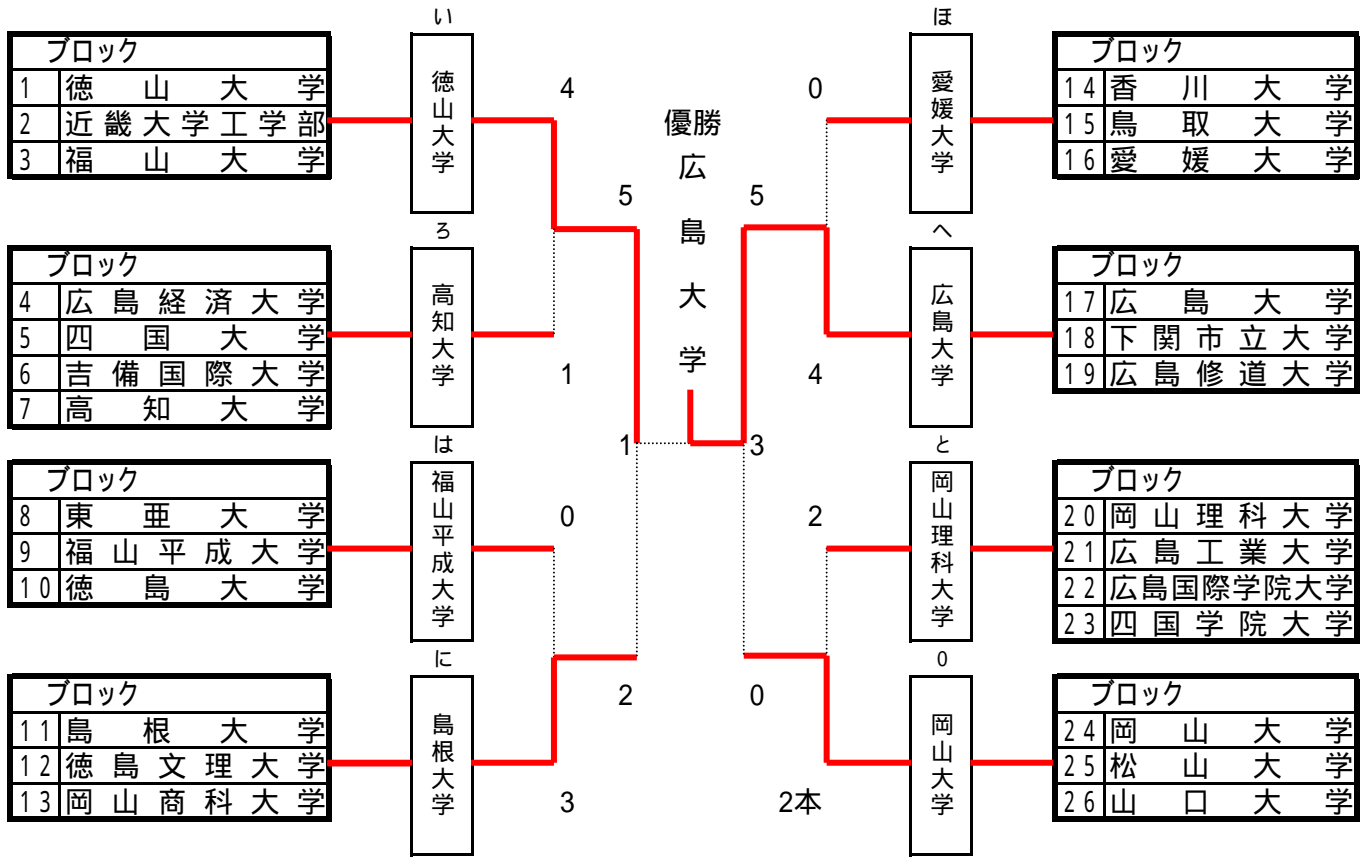 い
ブロック
1 徳山大学
2 近畿大学工学部
3 福山大学
徳山大学
4
ろ
ブロック
4 広島経済大学
5 四国大学
6 吉備国際大学
7 高知大学
高知大学
1
5
は
ブロック
8 東亜大学
9 福山平成大学
10 徳島大学
福山平成大学
0
に
ブロック
11 島根大学
12 徳島文理大学
13 岡山商科大学
島根大学
3
2
1
優勝
広島大学
3
ほ
0
愛媛大学
ブロック
14 香川大学
15 鳥取大学
16 愛媛大学
5
へ
4
広島大学
ブロック
17 広島大学
18 下関市立大学
19 広島修道大学
と
2
岡山理科大学
ブロック
20 岡山理科大学
21 広島工業大学
22 広島国際学院大学
23 四国学院大学
0
0
2本
岡山大学
ブロック
24 岡山大学
25 松山大学
26 山口大学